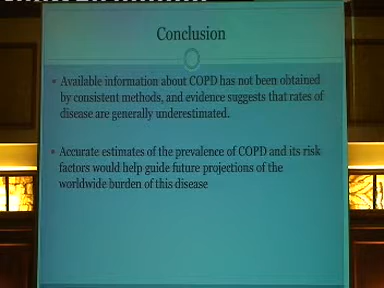 Conclusion
Available information about COPD has not been obtained
by consistent methods, and evidence suggests that rates of
disease are generally underestimated.
Accurate estimates of the prevalence of COPD and its risk
factors would help guide future projections of the
worldwide burden of this disease